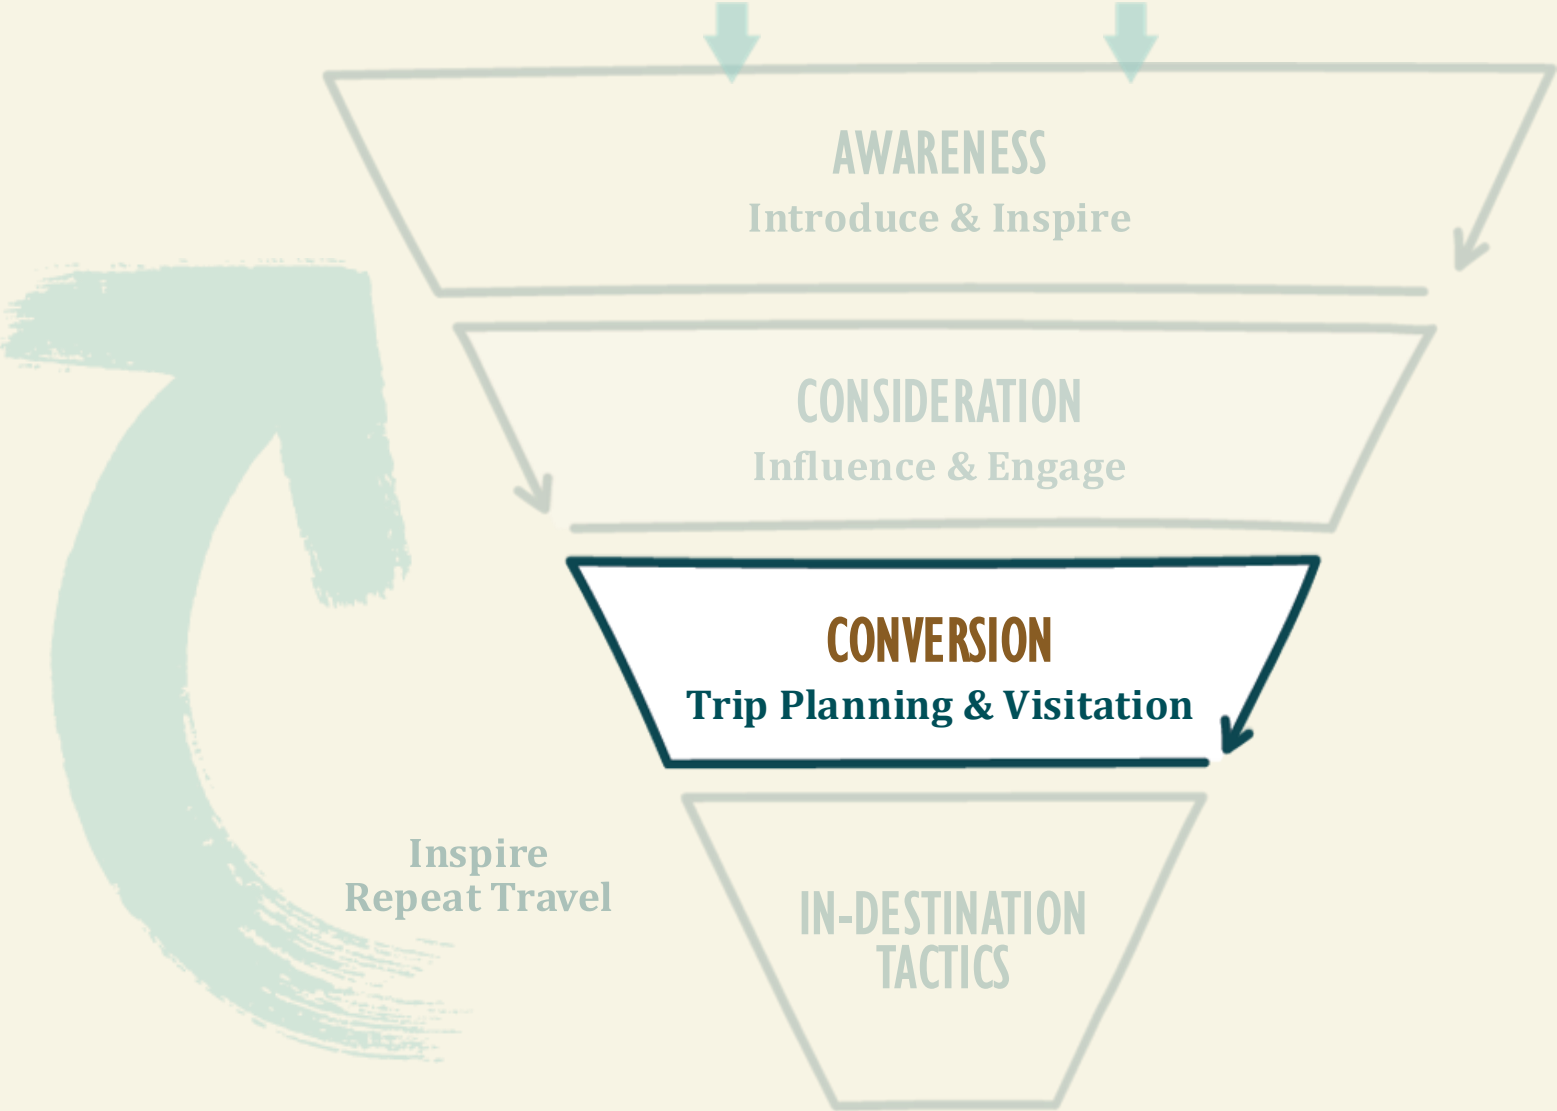 AWARENESS
Introduce & Inspire
CONSIDERATION
Influence & Engage
CONVERSION
Trip Planning & Visitation
Inspire
Repeat Travel
IN-DESTINATION
TACTICS